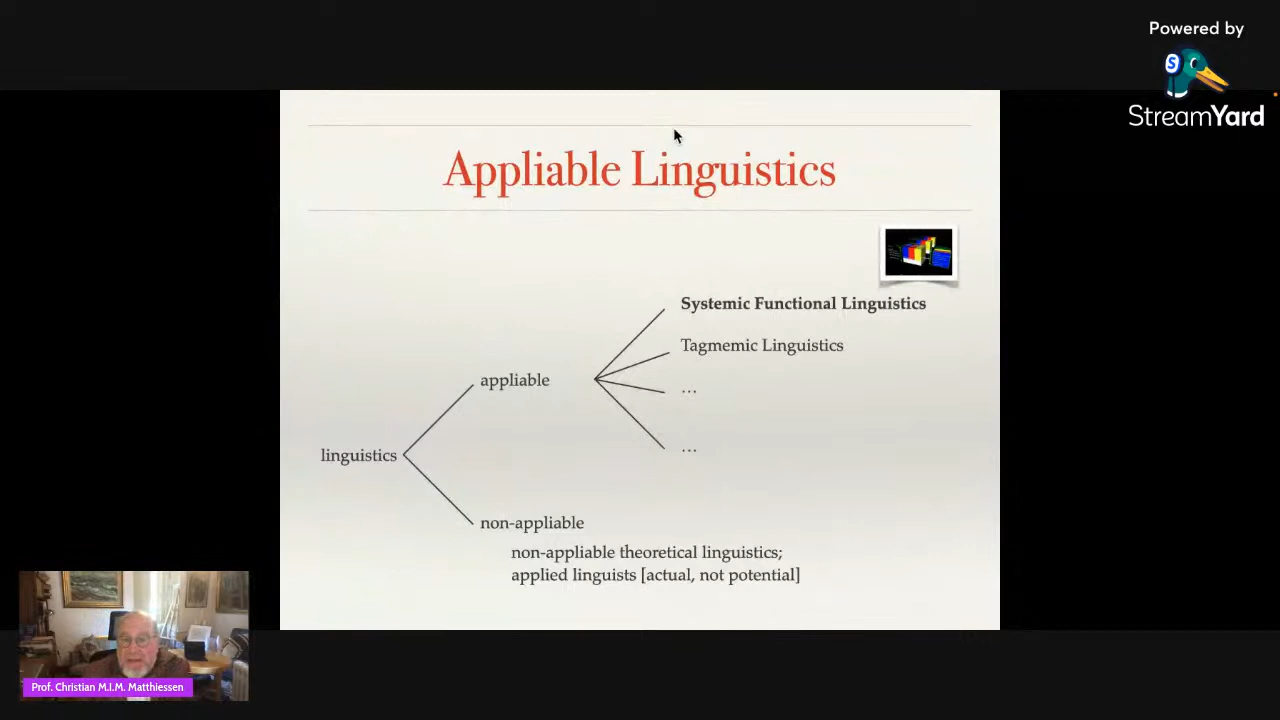 Powered by
S
StreamYard
Appliable Linguistics
Systemic Functional Linguistics
Tagmemic Linguistics
appliable
…
…
linguistics
non-appliable
non-appliable theoretical linguistics;
applied linguists [actual, not potential]
Prof. Christian M.I.M. Matthiessen